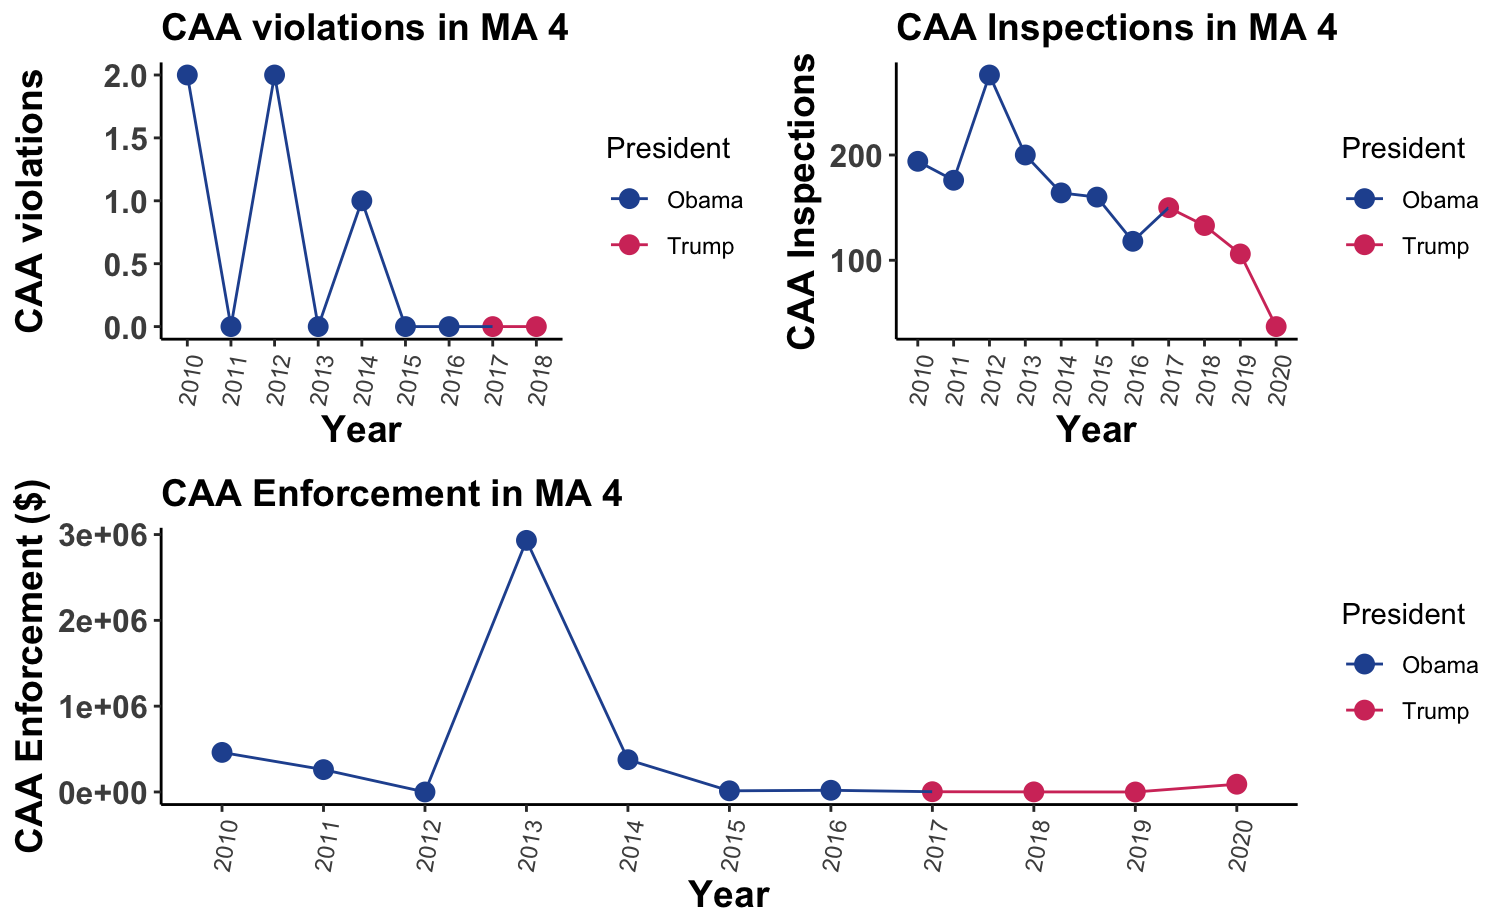 CAA violations in MA 4
CAA violations
2.0
1.5
1.0
0.5
0.0
2010
2011
2012
2013
2014
2015
2016
2017
2018
Year
President
Obama
Trump
CAA Inspections in MA 4
CAA Inspections
200
100
2010
2011
2012
2013
2014
2015
2016
2017
2018
2019
2020
Year
President
Obama
Trump
CAA Enforcement in MA 4
CAA Enforcement ($)
3e+06
2e+06
1e+06
0e+00
2010
2011
2012
2013
2014
2015
2016
2017
2018
2019
2020
Year
President
Obama
Trump